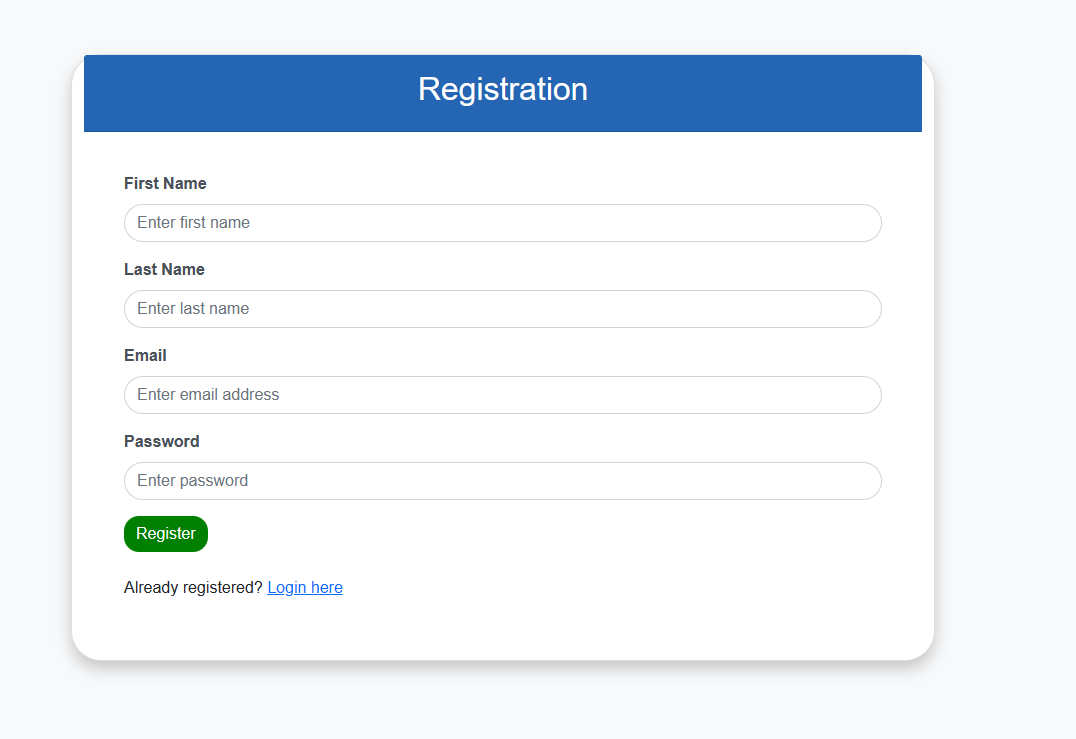 Registration
First Name
Enter first name
Last Name
Enter last name
Email
Enter email address
Password
Enter password
Register
Already registered? Login here